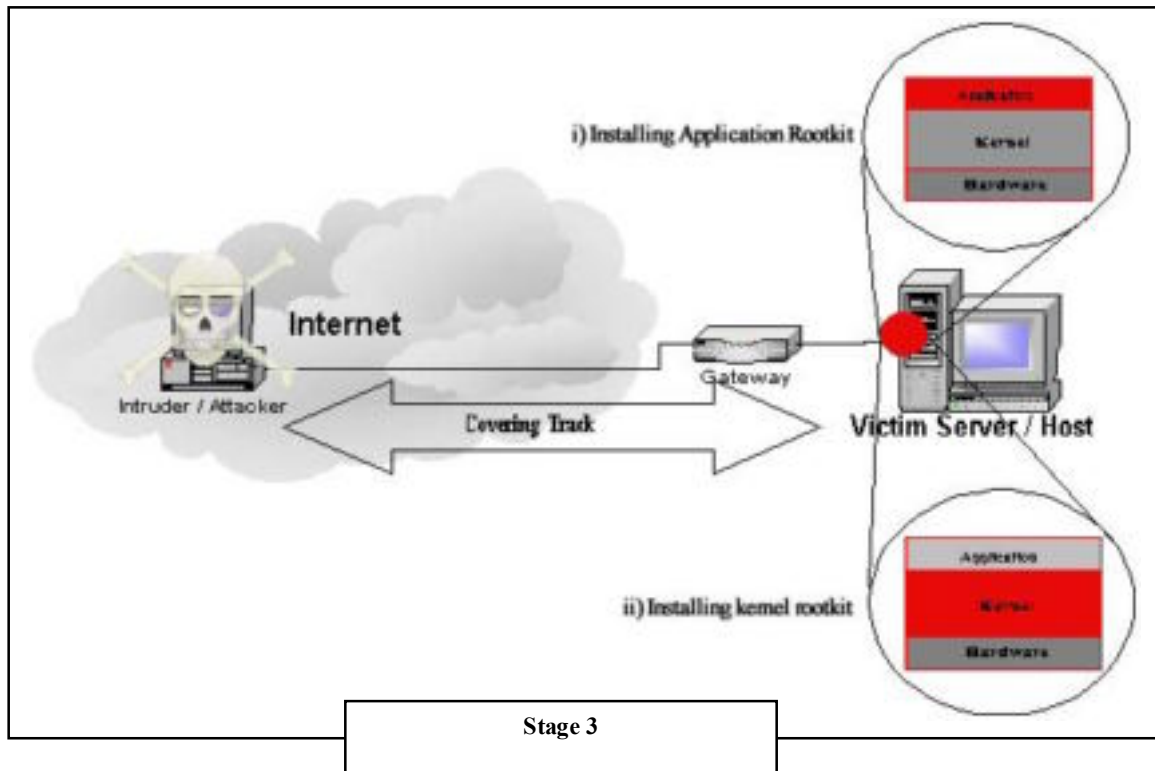 i) Installing Application Rootkit
Application
Kernel
Hardware
Internet
Gateway
Intruder / Attacker
Covering Track
Victim Server / Host
ii) Installing kernel rootkit
Application
Kernel
Hardware
Stage 3